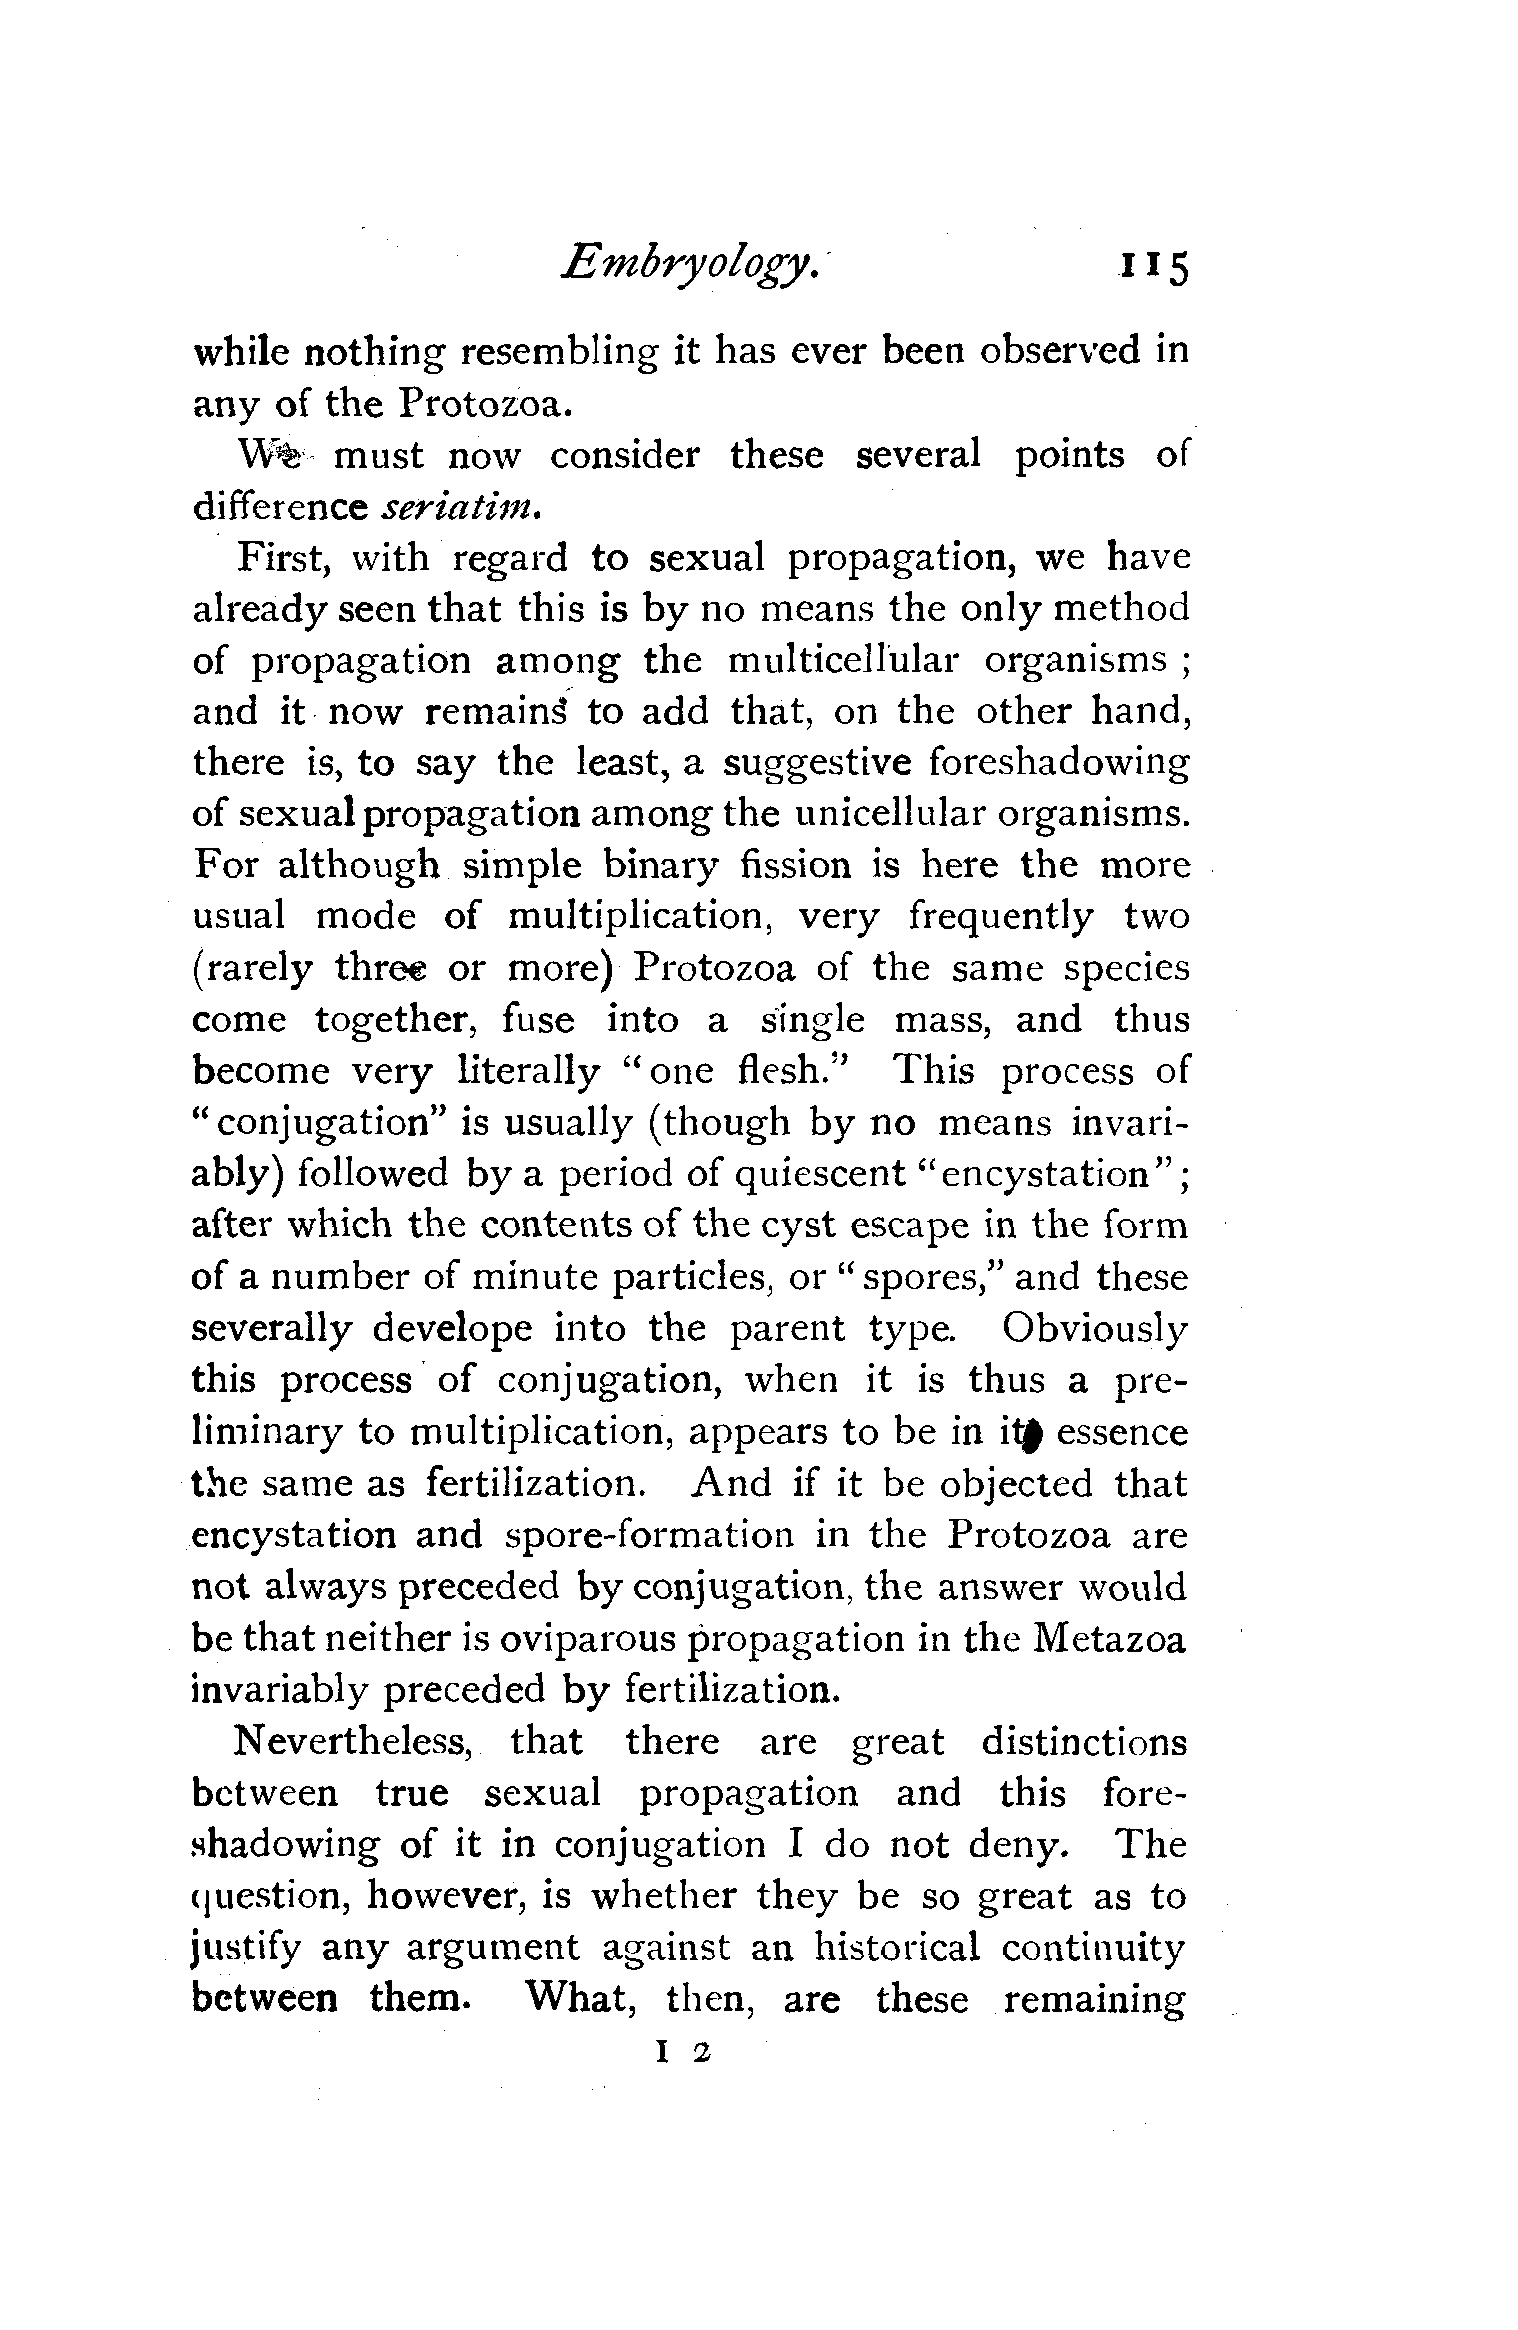 Embryology. 115
while nothing resembling it has ever been observed in
any of the Protozoa.
We must now consider these several points of
difference seriatim.
First, with regard to sexual propagation, we have
already seen that this is by no means the only method
of propagation among the multicellular organisms ;
and it now remains to add that, on the other hand,
there is, to say the least, a suggestive foreshadowing
of sexual propagation among the unicellular organisms.
For although simple binary fission is here the more
usual mode of multiplication, very frequently two
(rarely three or more) Protozoa of the same species
come together, fuse into a single mass, and thus
become very literally “one flesh.” This process of
“conjugation” is usually (though by no means invari-
ably) followed by a period of quiescent “encystation”;
after which the contents of the cyst escape in the form
of a number of minute particles, or “spores,” and these
severally develope into the parent type. Obviously
this process of conjugation, when it is thus a pre-
liminary to multiplication, appears to be in its essence
the same as fertilization. And if it be objected that
encystation and spore-formation in the Protozoa are
not always preceded by conjugation, the answer would
be that neither is oviparous propagation in the Metazoa
invariably preceded by fertilization.
Nevertheless, that there are great distinctions
between true sexual propagation and this fore-
shadowing of it in conjugation I do not deny. The
question, however, is whether they be so great as to
justify any argument against an historical continuity
between them. What, then, are these remaining
I 2